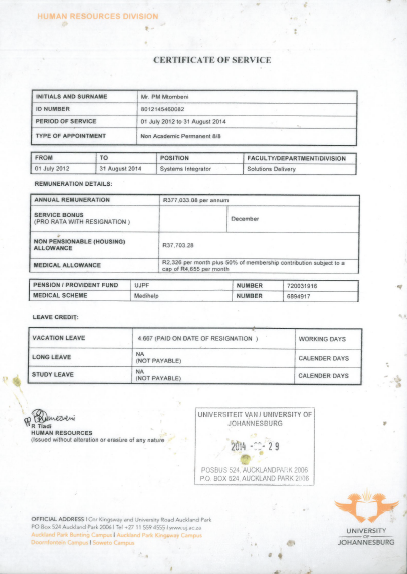 HUMAN RESOURCES DIVISION
CERTIFICATE OF SERVICE
INITIALS AND SURNAME Mr. PM Mtombeni
ID NUMBER 8012145450082
PERIOD OF SERVICE 01 July 2012 to 31 August 2014
TYPE OF APPOINTMENT Non Academic Permanent 8/8
FROM TO POSITION FACULTY/DEPARTMENT/DIVISION
01 July 2012 31 August 2014 Systems Integrator Solutions Delivery
REMUNERATION DETAILS:
ANNUAL REMUNERATION R377,033.08 per annum
SERVICE BONUS
(PRO RATA WITH RESIGNATION ) December
NON PENSIONABLE (HOUSING)
ALLOWANCE R37,703.28
MEDICAL ALLOWANCE R2,326 per month plus 50% of membership contribution subject to a
cap of R4,655 per month
PENSION / PROVIDENT FUND UJPF NUMBER 720031916
MEDICAL SCHEME Medihelp NUMBER 6894917
LEAVE CREDIT:
VACATION LEAVE 4.667 (PAID ON DATE OF RESIGNATION ) WORKING DAYS
LONG LEAVE NA
(NOT PAYABLE) CALENDER DAYS
STUDY LEAVE NA
(NOT PAYABLE) CALENDER DAYS
R Tladi
HUMAN RESOURCES
(Issued without alteration or erasure of any nature
UNIVERSITEIT VAN / UNIVERSITY OF
JOHANNESBURG
2014 29
POSBUS 524, AUCKLANDPARK 2006
P.O. BOX 524, AUCKLAND PARK 2006
OFFICIAL ADDRESS | Cnr Kingsway and University Road Auckland Park
PO Box 524 Auckland Park 2006 | Tel +27 11 559 4555 | www.uj.ac.za
Auckland Park Bunting Campus | Auckland Park Kingsway Campus
Doornfontein Campus | Soweto Campus
UNIVERSITY
OF
JOHANNESBURG